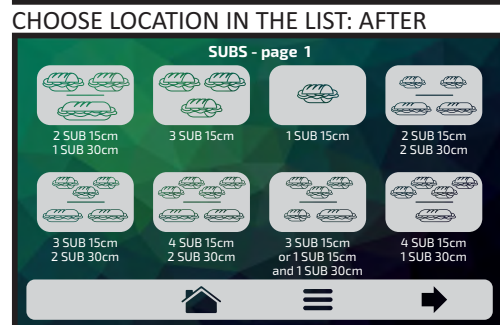 CHOOSE LOCATION IN THE LIST: AFTER
SUBS - page 1
2 SUB 15cm
1 SUB 30cm
3 SUB 15cm
1 SUB 15cm
2 SUB 15cm
2 SUB 30cm
3 SUB 15cm
2 SUB 30cm
4 SUB 15cm
2 SUB 30cm
3 SUB 15cm
or 1 SUB 15cm
and 1 SUB 30cm
4 SUB 15cm
1 SUB 30cm